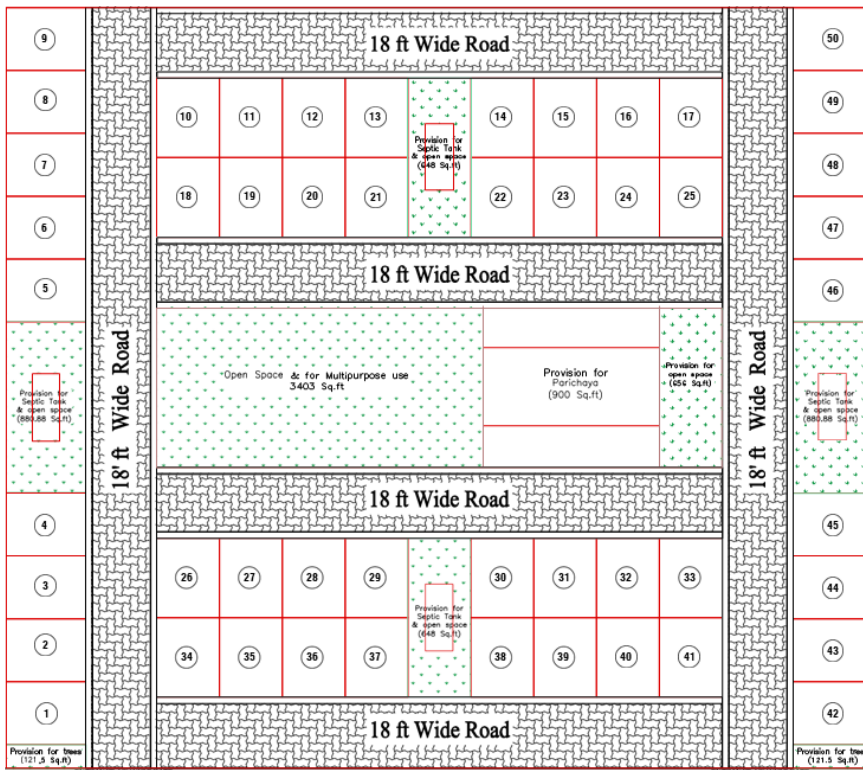 9
18 ft Wide Road
50
8
10
11
12
13
14
15
16
17
49
Provision for
Septic Tank
& open space
(648 Sq.ft)
7
18
19
20
21
22
23
24
25
48
6
47
5
18 ft Wide Road
46
18' ft Wide Road
Provision for
Septic Tank
& open space
(880.88 Sq.ft)
Open Space & for Multipurpose use
3403 Sq.ft
Provision for
Parichaya
(900 Sq.ft)
Provision for
open space
(656 Sq.ft)
18' ft Wide Road
Provision for
Septic Tank
& open space
(880.88 Sq.ft)
4
18 ft Wide Road
45
3
26
27
28
29
30
31
32
33
44
Provision for
Septic Tank
& open space
(648 Sq.ft)
2
34
35
36
37
38
39
40
41
43
1
18 ft Wide Road
42
Provision for trees
(121.5 Sq.ft)
Provision for trees
(121.5 Sq.ft)